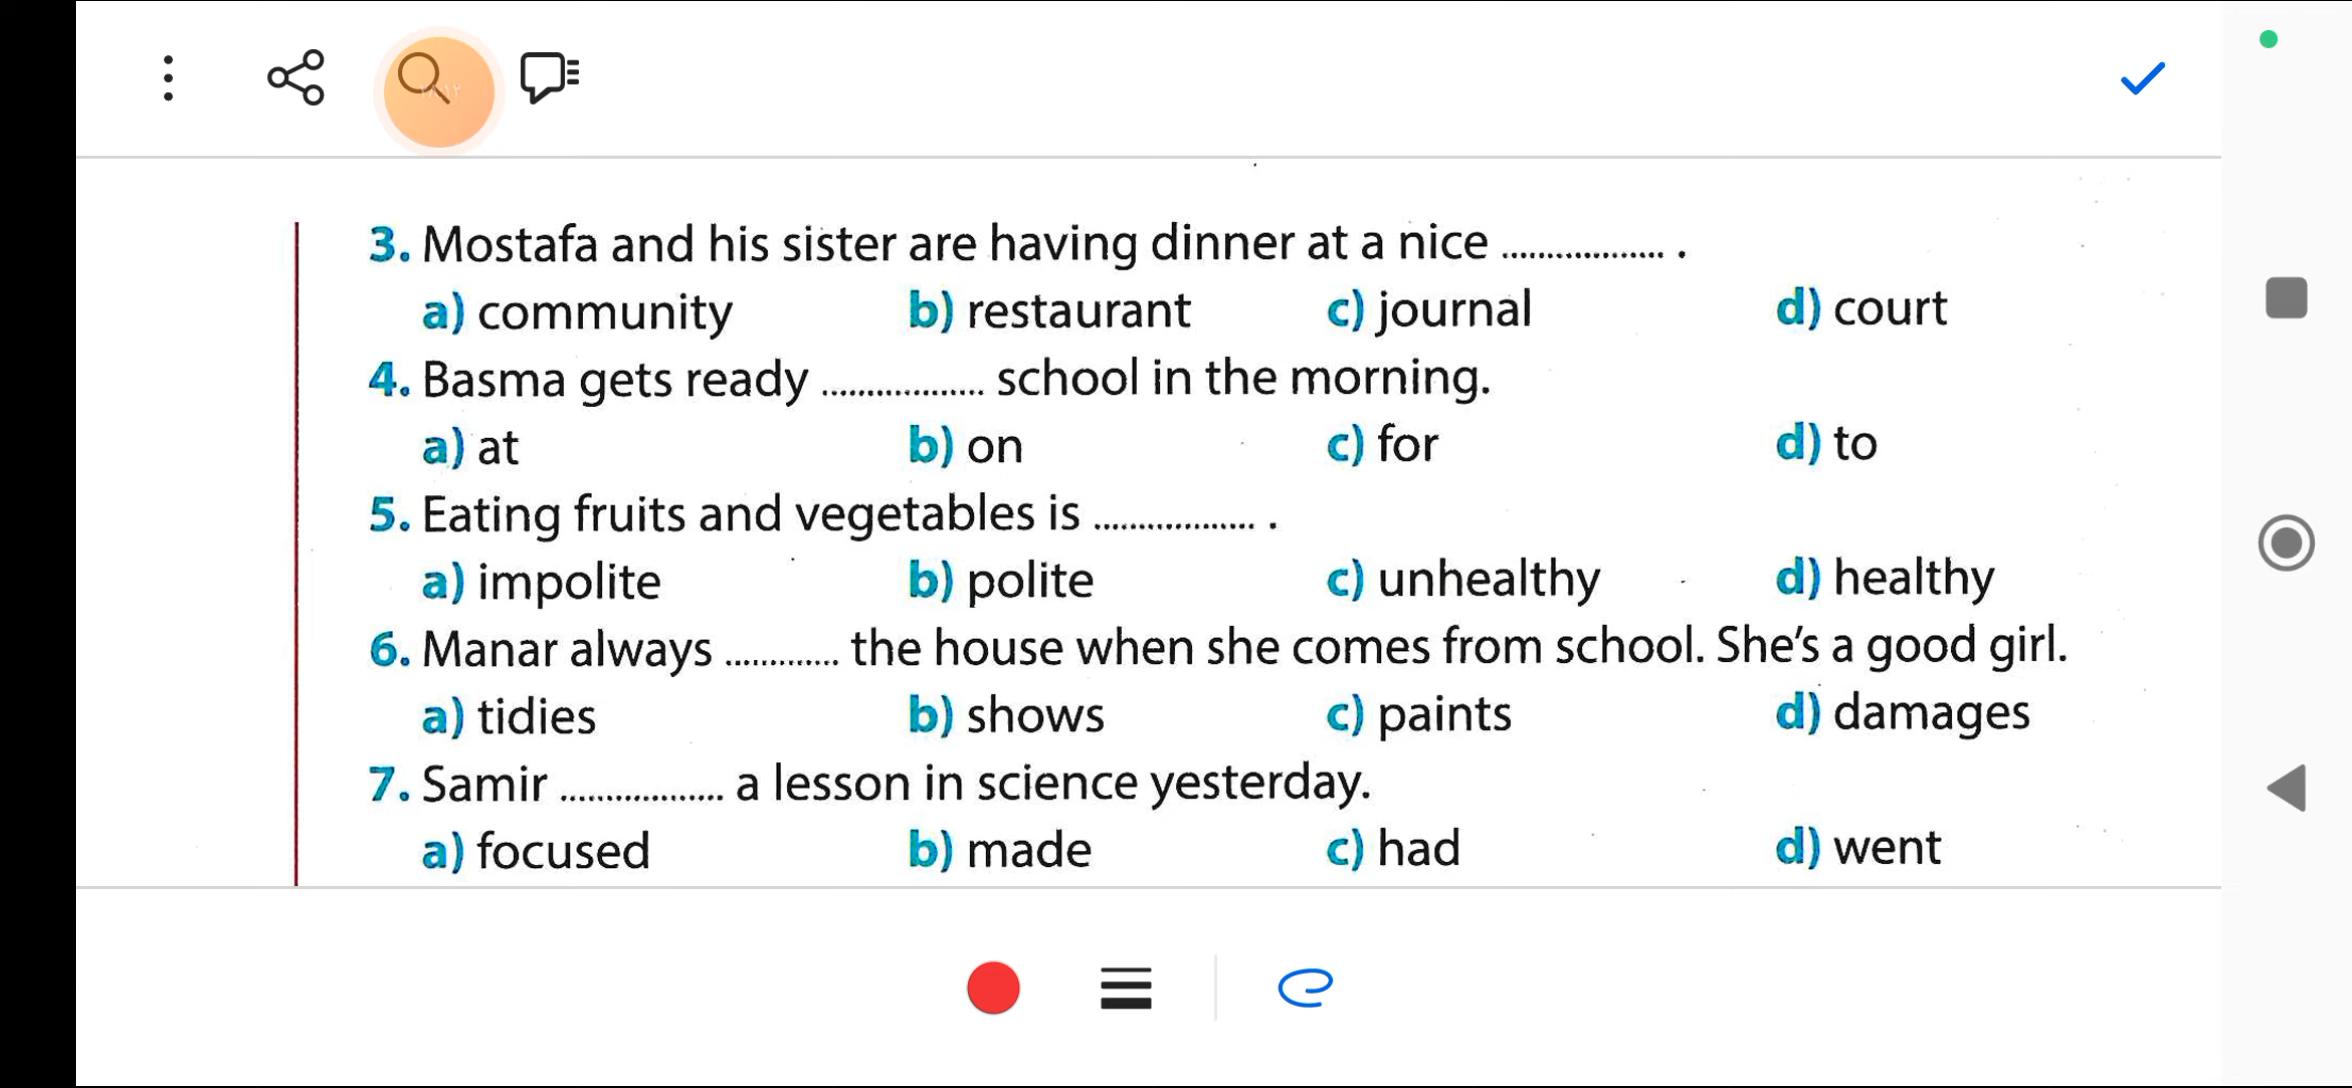 3. Mostafa and his sister are having dinner at a nice .................. .
a) community b) restaurant c) journal d) court
4. Basma gets ready .................. school in the morning.
a) at b) on c) for d) to
5. Eating fruits and vegetables is .................. .
a) impolite b) polite c) unhealthy d) healthy
6. Manar always ............. the house when she comes from school. She's a good girl.
a) tidies b) shows c) paints d) damages
7. Samir .................. a lesson in science yesterday.
a) focused b) made c) had d) went